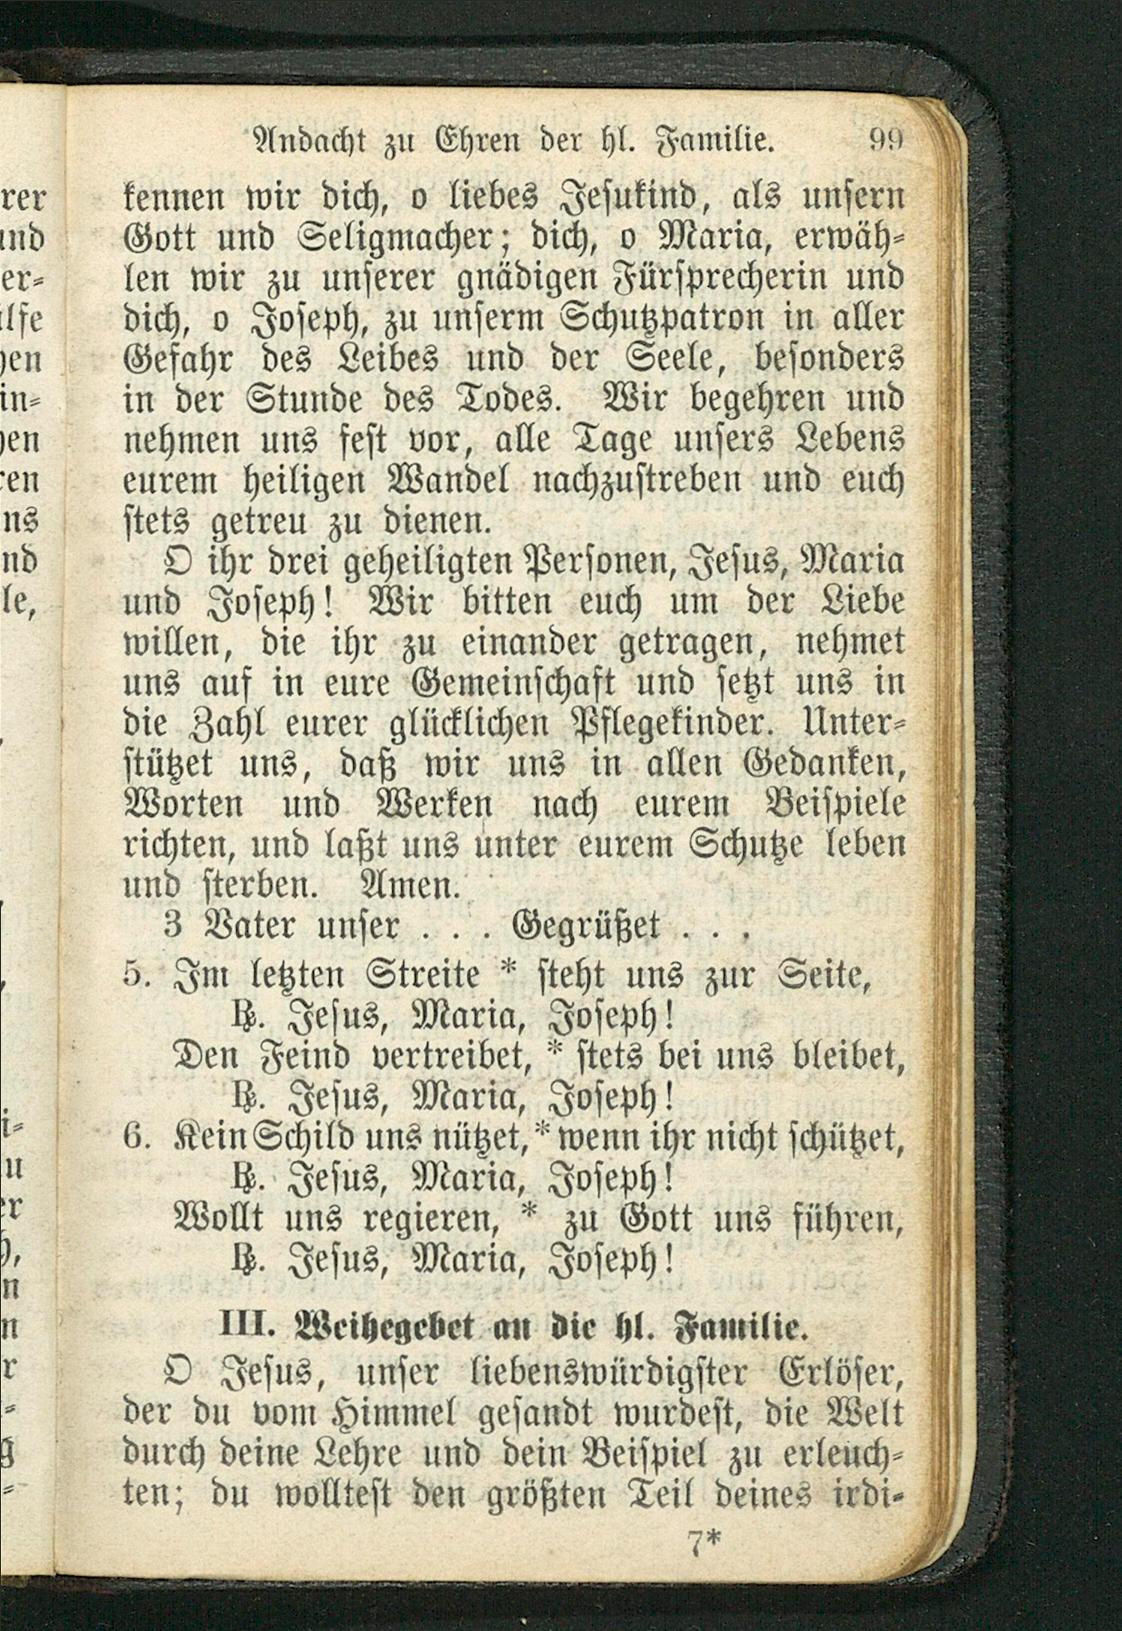 Andacht zu Ehren der hl. Familie. 99
kennen wir dich, o liebes Jesukind, als unsern
Gott und Seligmacher; dich, o Maria, erwäh-
len wir zu unserer gnädigen Fürsprecherin und
dich, o Joseph, zu unserm Schutzpatron in aller
Gefahr des Leibes und der Seele, besonders
in der Stunde des Todes. Wir begehren und
nehmen uns fest vor, alle Tage unsers Lebens
eurem heiligen Wandel nachzustreben und euch
stets getreu zu dienen.
O ihr drei geheiligten Personen, Jesus, Maria
und Joseph! Wir bitten euch um der Liebe
willen, die ihr zu einander getragen, nehmet
uns auf in eure Gemeinschaft und setzt uns in
die Zahl eurer glücklichen Pflegekinder. Unter-
stützet uns, daß wir uns in allen Gedanken,
Worten und Werken nach eurem Beispiele
richten, und laßt uns unter eurem Schutze leben
und sterben. Amen.
3 Vater unser . . . Gegrüßet . . .
5. Im letzten Streite * steht uns zur Seite,
℟. Jesus, Maria, Joseph!
Den Feind vertreibet, * stets bei uns bleibet,
℟. Jesus, Maria, Joseph!
6. Kein Schild uns nützet, * wenn ihr nicht schützet,
℟. Jesus, Maria, Joseph!
Wollt uns regieren, * zu Gott uns führen,
℟. Jesus, Maria, Joseph!
III. Weihegebet an die hl. Familie.
O Jesus, unser liebenswürdigster Erlöser,
der du vom Himmel gesandt wurdest, die Welt
durch deine Lehre und dein Beispiel zu erleuch-
ten; du wolltest den größten Teil deines irdi-
7*